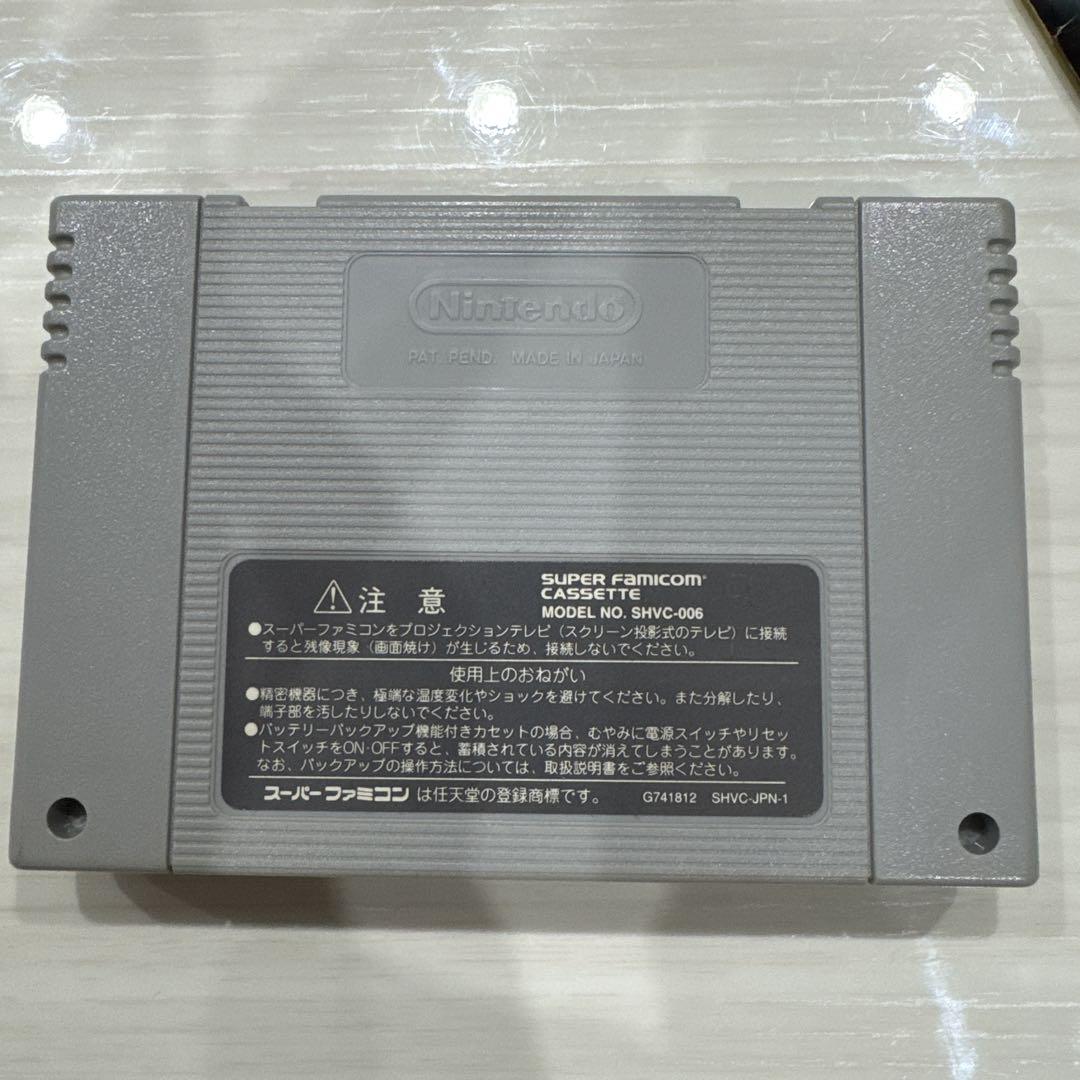 Nintendo
PAT. PEND. MADE IN JAPAN
注意
SUPER FAMICOM
CASSETTE
MODEL NO. SHVC-006
●スーパーファミコンをプロジェクションテレビ(スクリーン投影式のテレビ)に接続
すると残像現象(画面焼け)が生じるため、接続しないでください。
使用上のおねがい
●精密機器につき、極端な温度変化やショックを避けてください。また分解したり、
端子部を汚したりしないでください。
●バッテリーバックアップ機能付きカセットの場合、むやみに電源スイッチやリセッ
トスイッチをON・OFFすると、蓄積されている内容が消えてしまうことがあります。
なお、バックアップの操作方法については、取扱説明書をご参照ください。
スーパーファミコンは任天堂の登録商標です。 G741812 SHVC-JPN-1